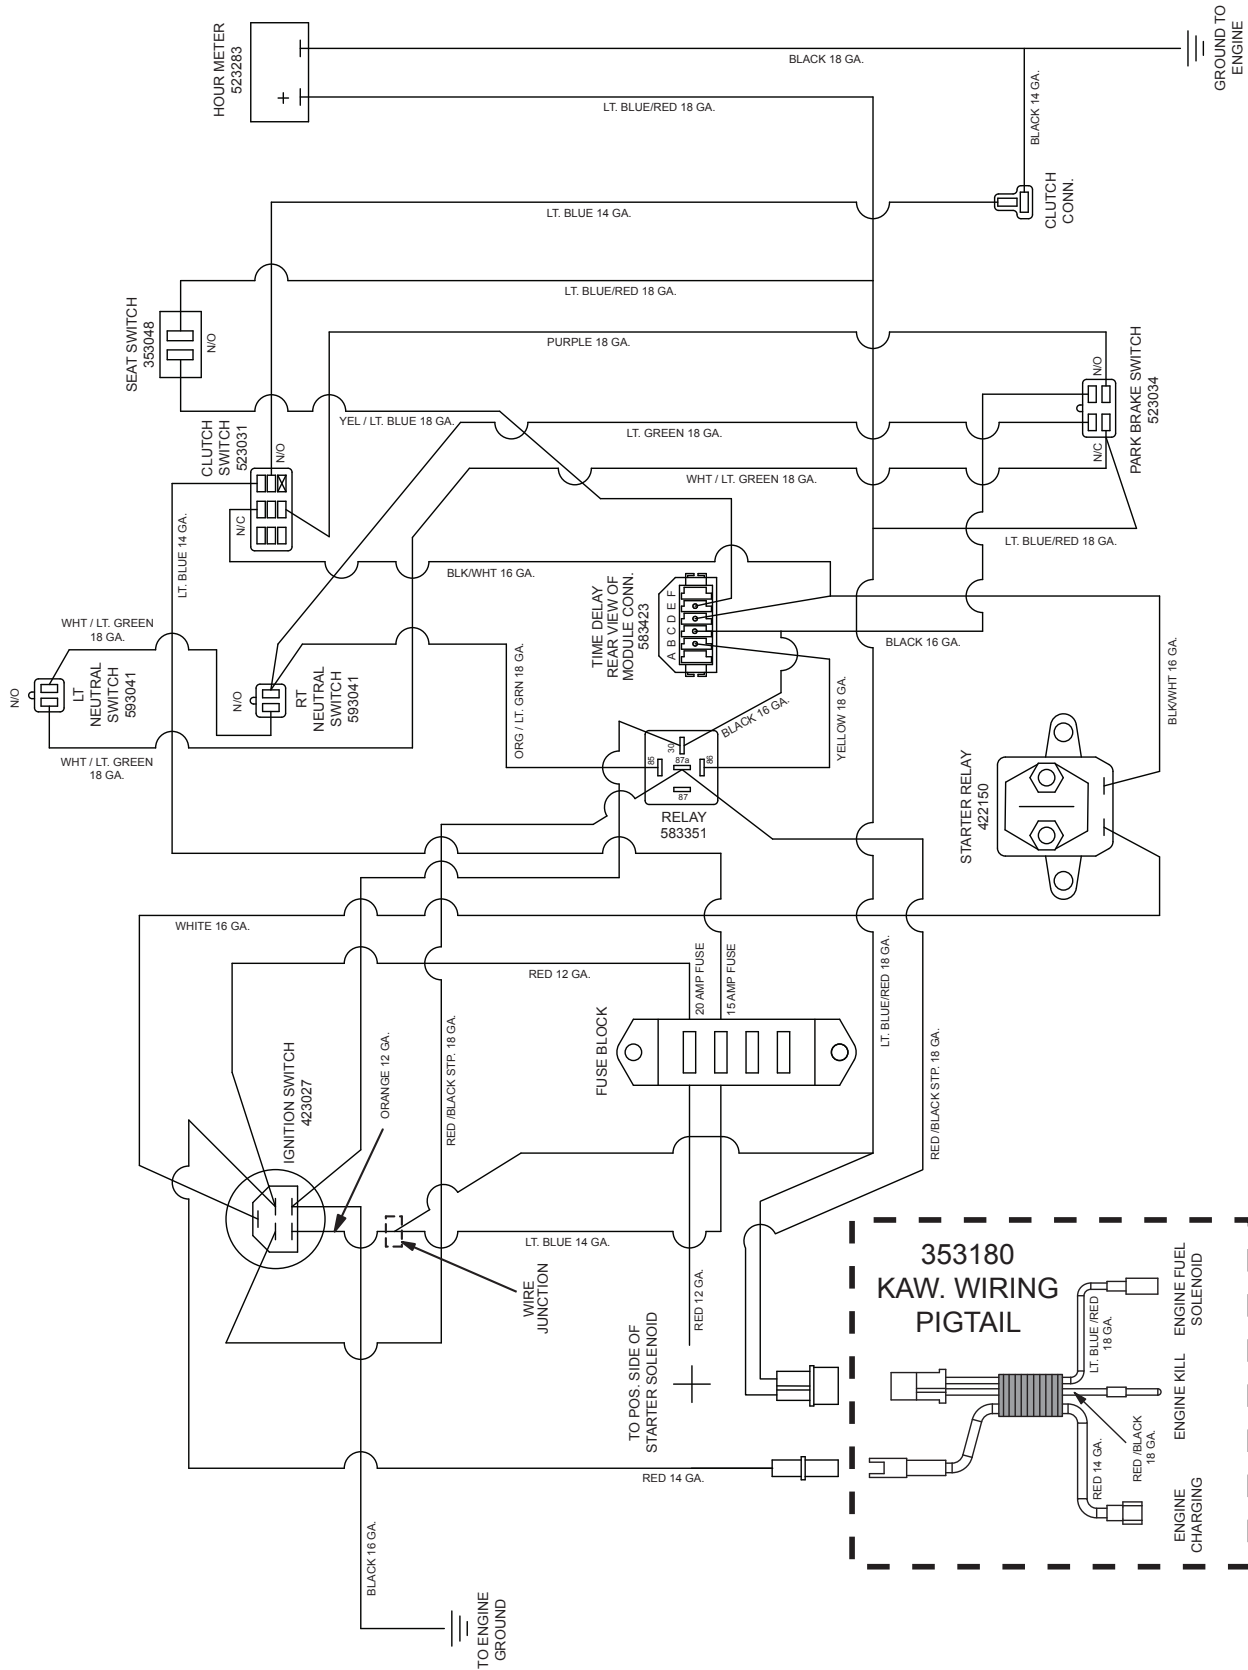 HOUR METER
523283
+
BLACK 18 GA.
GROUND TO
ENGINE
LT. BLUE/RED 18 GA.
BLACK 14 GA.
CLUTCH
CONN.
LT. BLUE 14 GA.
LT. BLUE/RED 18 GA.
SEAT SWITCH
353048
N/O
PURPLE 18 GA.
PARK BRAKE SWITCH
523034
N/O
N/C
YEL / LT. BLUE 18 GA.
CLUTCH
SWITCH
523031
N/O
N/C
LT. GREEN 18 GA.
WHT / LT. GREEN 18 GA.
LT. BLUE/RED 18 GA.
LT. BLUE 14 GA.
BLK/WHT 16 GA.
TIME DELAY
REAR VIEW OF
MODULE CONN.
583423
A B C D E F
BLACK 16 GA.
WHT / LT. GREEN
18 GA.
N/O
LT
NEUTRAL
SWITCH
593041
N/O
RT
NEUTRAL
SWITCH
593041
WHT / LT. GREEN
18 GA.
ORG / LT. GRN 18 GA.
BLACK 16 GA.
YELLOW 18 GA.
BLK/WHT 16 GA.
30
85
87a
86
87
RELAY
583351
STARTER RELAY
422150
WHITE 16 GA.
RED 12 GA.
20 AMP FUSE
15 AMP FUSE
FUSE BLOCK
LT. BLUE/RED 18 GA.
RED /BLACK STP. 18 GA.
IGNITION SWITCH
423027
ORANGE 12 GA.
RED /BLACK STP. 18 GA.
LT. BLUE 14 GA.
WIRE
JUNCTION
RED 12 GA.
TO POS. SIDE OF
STARTER SOLENOID
RED 14 GA.
BLACK 16 GA.
TO ENGINE
GROUND
353180
KAW. WIRING
PIGTAIL
ENGINE FUEL
SOLENOID
LT. BLUE /RED
18 GA.
ENGINE KILL
RED /BLACK
18 GA.
RED 14 GA.
ENGINE
CHARGING